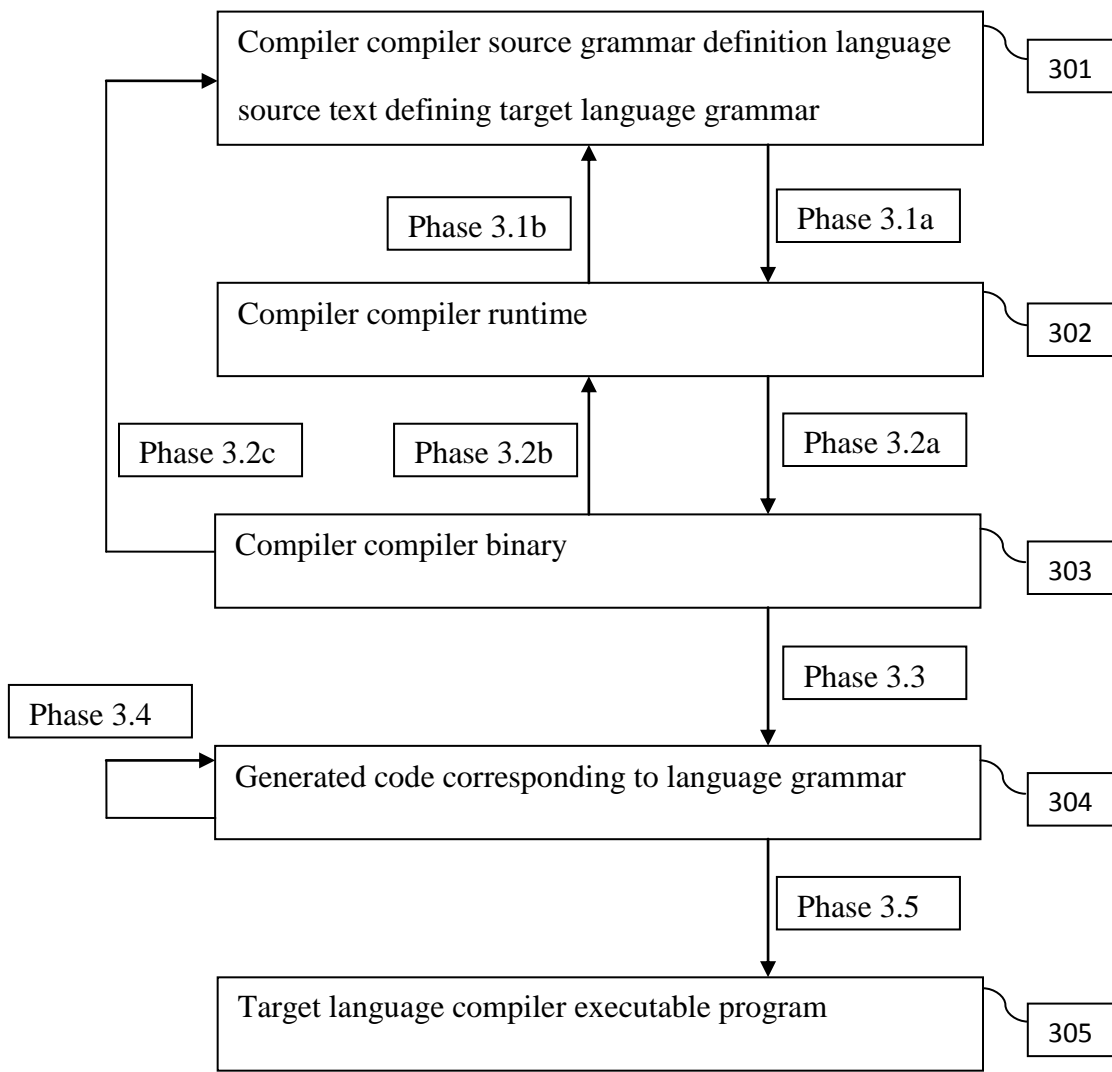 Compiler compiler source grammar definition language
source text defining target language grammar
301
Phase 3.1b
Phase 3.1a
Compiler compiler runtime
302
Phase 3.2c
Phase 3.2b
Phase 3.2a
Compiler compiler binary
303
Phase 3.3
Phase 3.4
Generated code corresponding to language grammar
304
Phase 3.5
Target language compiler executable program
305